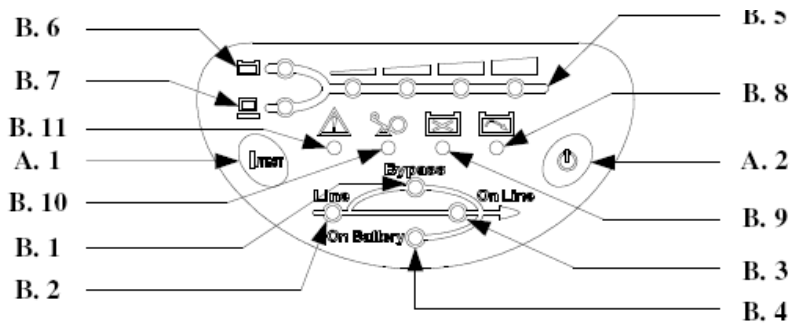 B. 6
B. 5
B. 7
B. 8
B. 11
A. 1
TEST
A. 2
B. 10
Bypass
Line
On Line
B. 9
B. 1
On Battery
B. 3
B. 2
B. 4